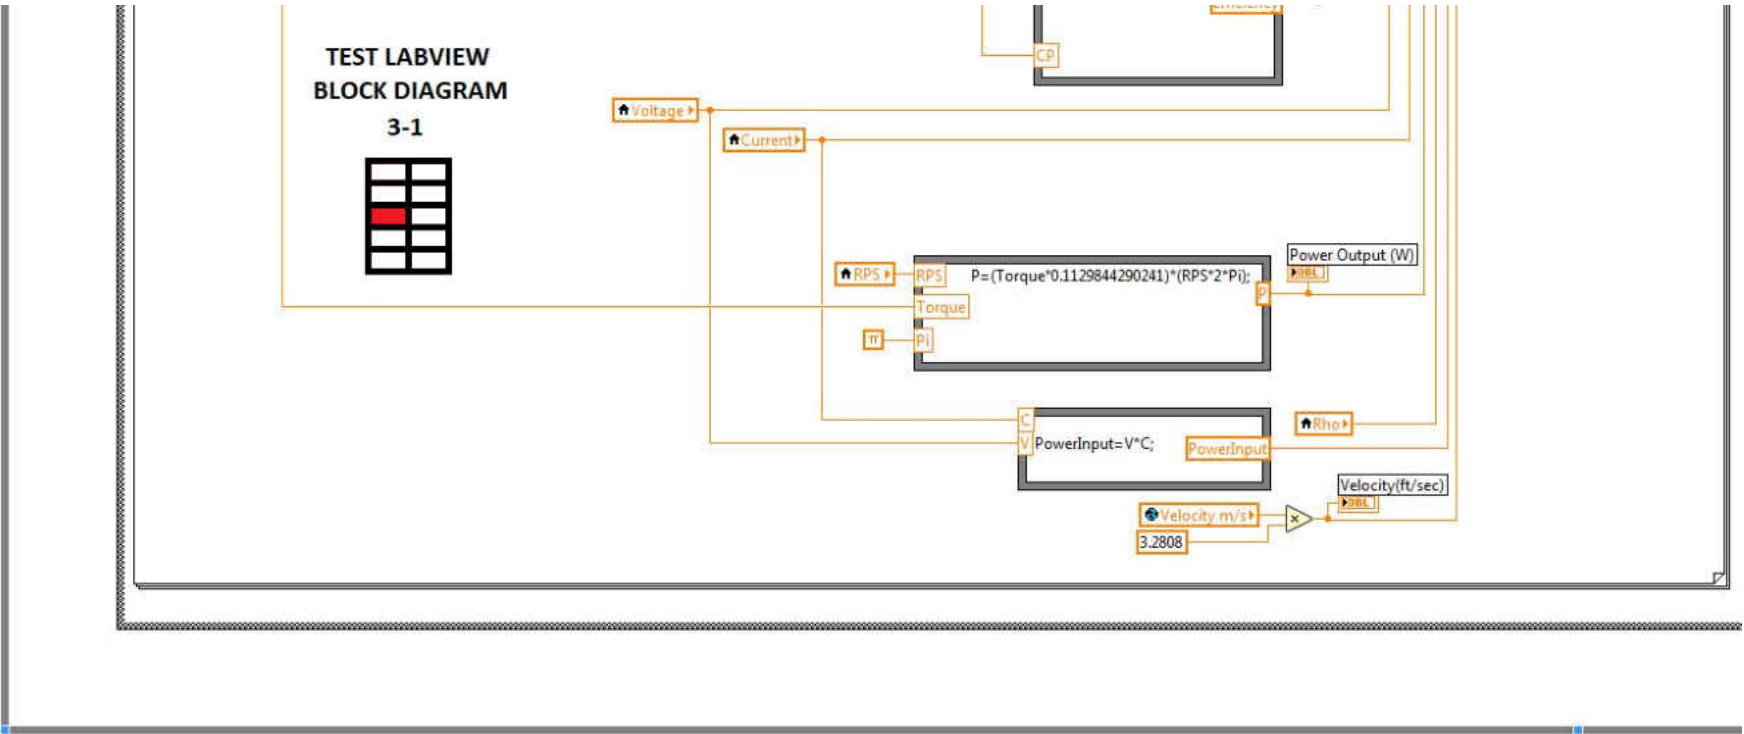 Efficiency
TEST LABVIEW
BLOCK DIAGRAM
3-1
CP
Voltage
Current
Power Output (W)
DBL
RPS
RPS
P=(Torque*0.1129844290241)*(RPS*2*Pi);
P
Torque
π
Pi
C
V
PowerInput=V*C;
PowerInput
Rho
Velocity(ft/sec)
DBL
Velocity m/s
×
3.2808